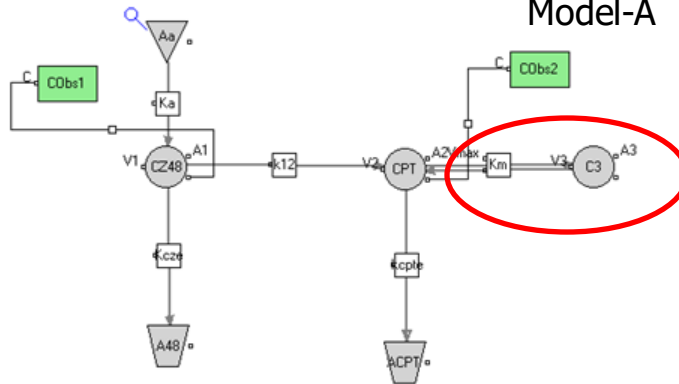 Model-A
Aa
C CObs1
C CObs2
Ka
V1 CZ48 A1
k12
V2 CPT A2
Vmax
Km
V3 C3 A3
Kcze
Kcpte
A48
ACPT